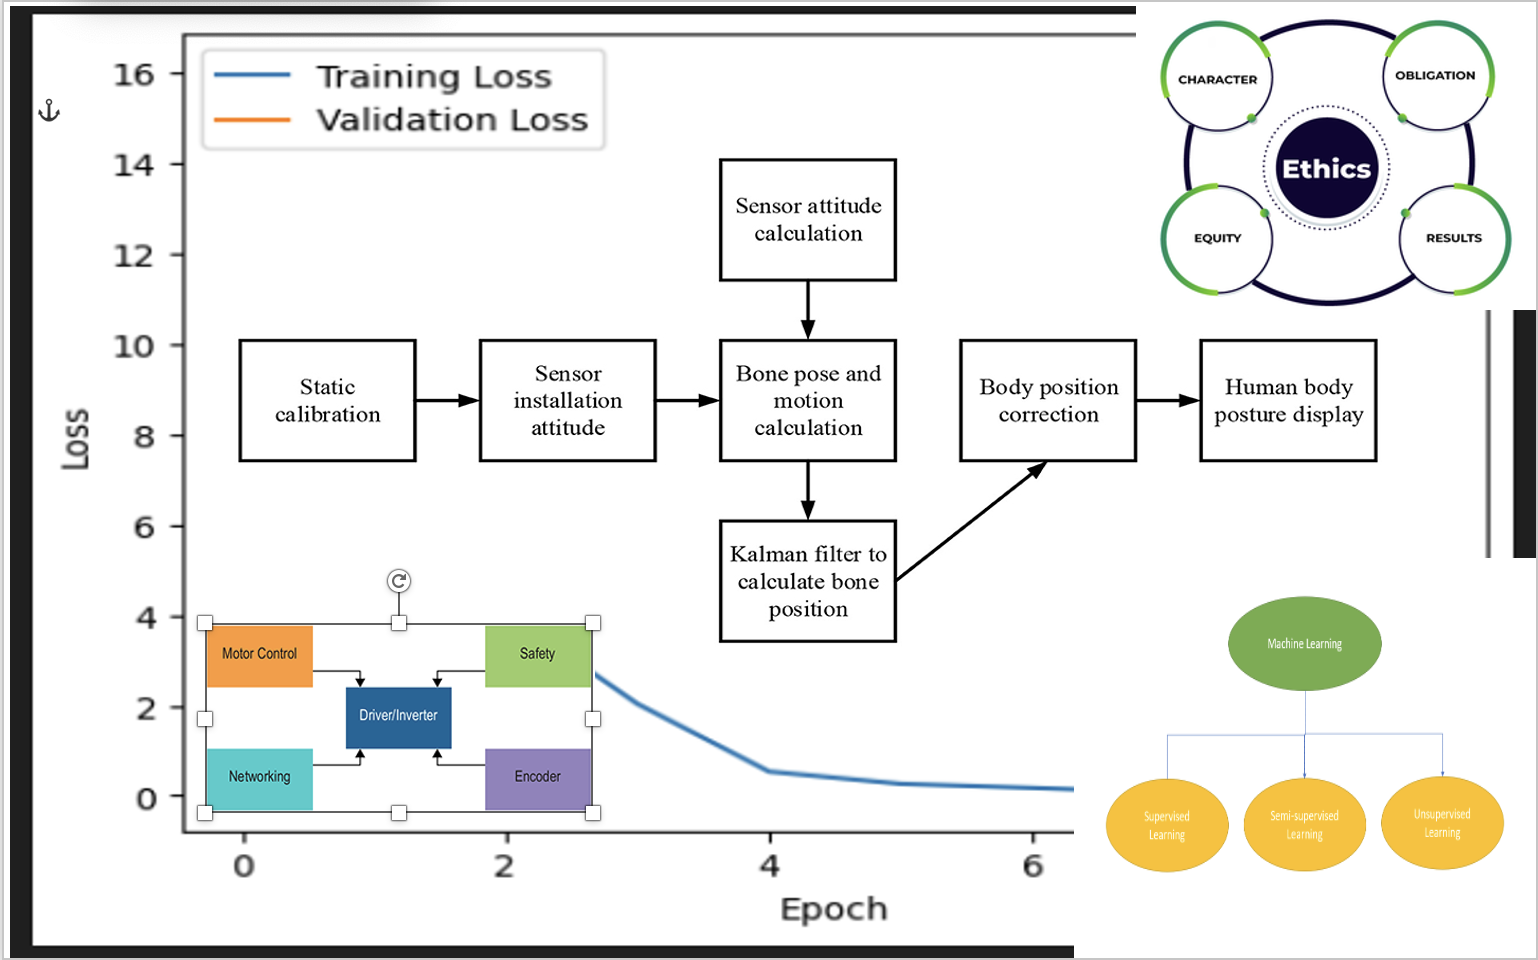 16
Training Loss
Validation Loss
14
12
10
8
6
4
2
0
Loss
0
2
4
6
Epoch
Sensor attitude
calculation
Static
calibration
Sensor
installation
attitude
Bone pose and
motion
calculation
Body position
correction
Human body
posture display
Kalman filter to
calculate bone
position
Motor Control
Safety
Driver/Inverter
Networking
Encoder
CHARACTER
OBLIGATION
Ethics
EQUITY
RESULTS
Machine Learning
Supervised
Learning
Semi-supervised
Learning
Unsupervised
Learning